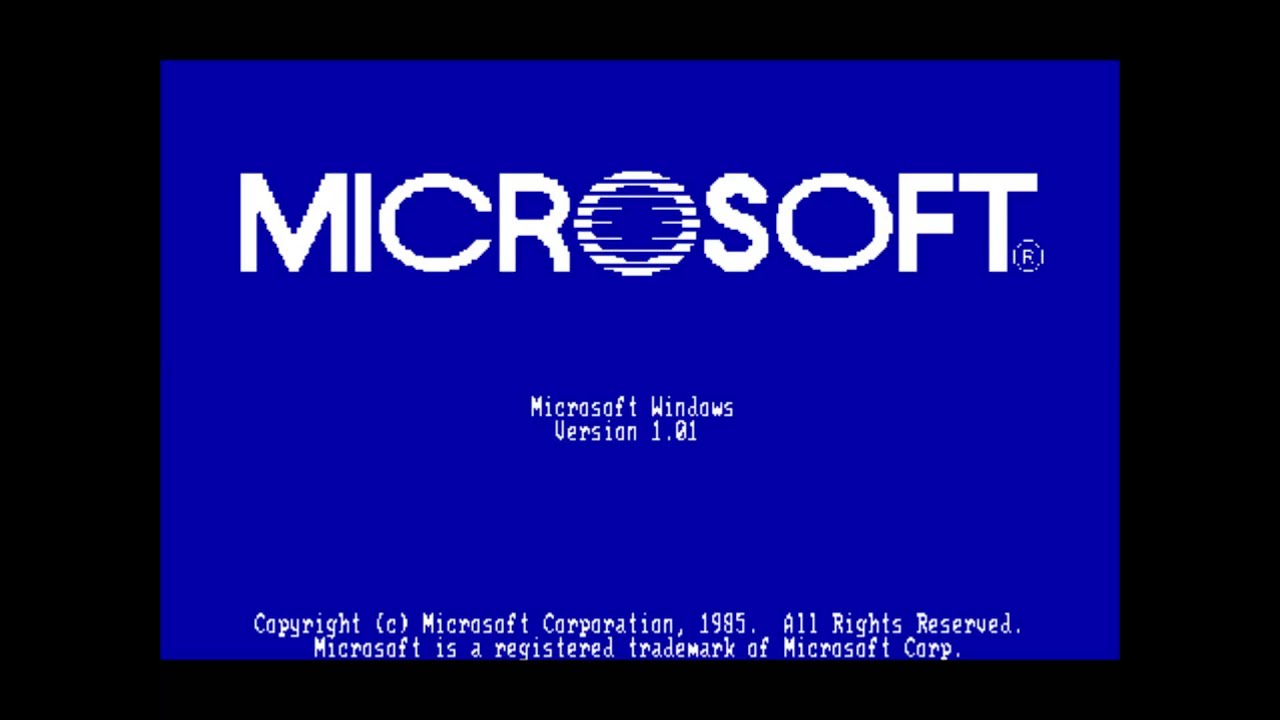 MICROSOFT®
Microsoft Windows
Version 1.01
Copyright (c) Microsoft Corporation, 1985.  All Rights Reserved.
Microsoft is a registered trademark of Microsoft Corp.